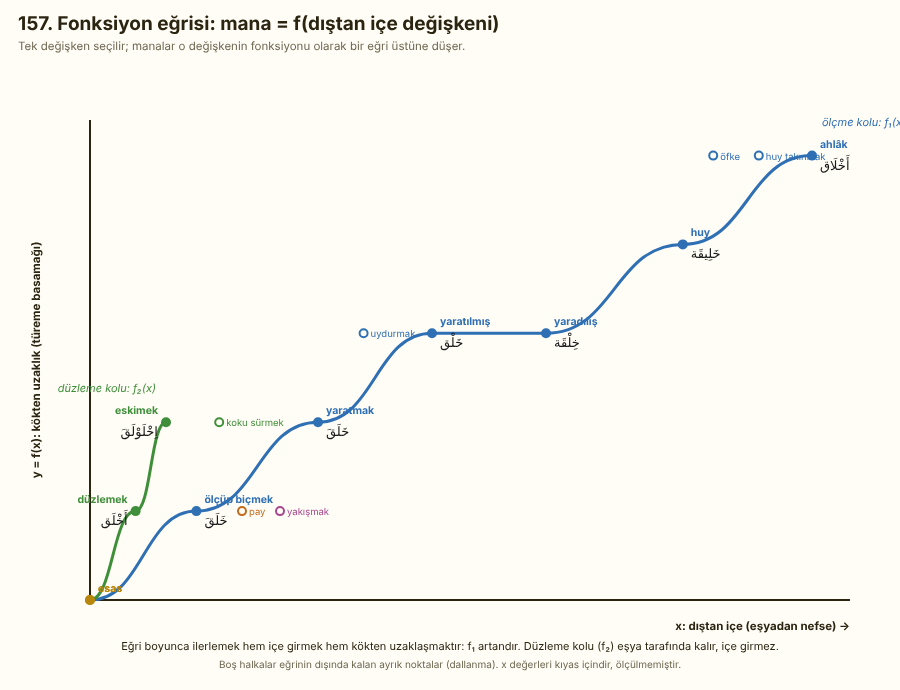 157. Fonksiyon eğrisi: mana = f(dıştan içe değişkeni)
Tek değişken seçilir; manalar o değişkenin fonksiyonu olarak bir eğri üstüne düşer.
ölçme kolu: f₁(x
ahlâk
öfke
huy takınmak
أَخْلَاق
huy
خَلِيقَة
y = f(x): kökten uzaklık (türeme basamağı)
yaratılmış
yaradılış
uydurmak
خَلْق
خِلْقَة
düzleme kolu: f₂(x)
eskimek
yaratmak
koku sürmek
اِخْلَوْلَقَ
خَلَقَ
düzlemek
ölçüp biçmek
pay
yakışmak
أَخْلَق
خَلَقَ
esas
x: dıştan içe (eşyadan nefse) →
Eğri boyunca ilerlemek hem içe girmek hem kökten uzaklaşmaktır: f₁ artandır. Düzleme kolu (f₂) eşya tarafında kalır, içe girmez.
Boş halkalar eğrinin dışında kalan ayrık noktalar (dallanma). x değerleri kıyas içindir, ölçülmemiştir.